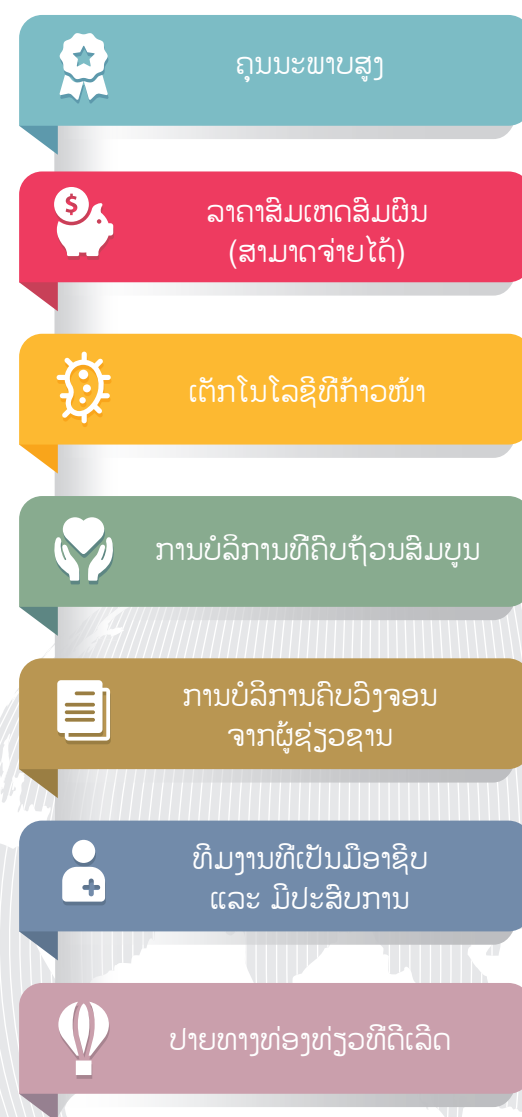 ຄຸນນະພາບສູງ
ລາຄາສົມເຫດສົມຜົນ
(ສາມາດຈ່າຍໄດ້)
ເຕັກໂນໂລຊີທີ່ກ້າວໜ້າ
ການບໍລິການທີ່ຄົບຖ້ວນສົມບູນ
ການບໍລິການຄົບວົງຈອນ
ຈາກຜູ້ຊ່ຽວຊານ
ທີມງານທີ່ເປັນມືອາຊີບ
ແລະ ມີປະສົບການ
ປາຍທາງທ່ອງທ່ຽວທີ່ດີເລີດ